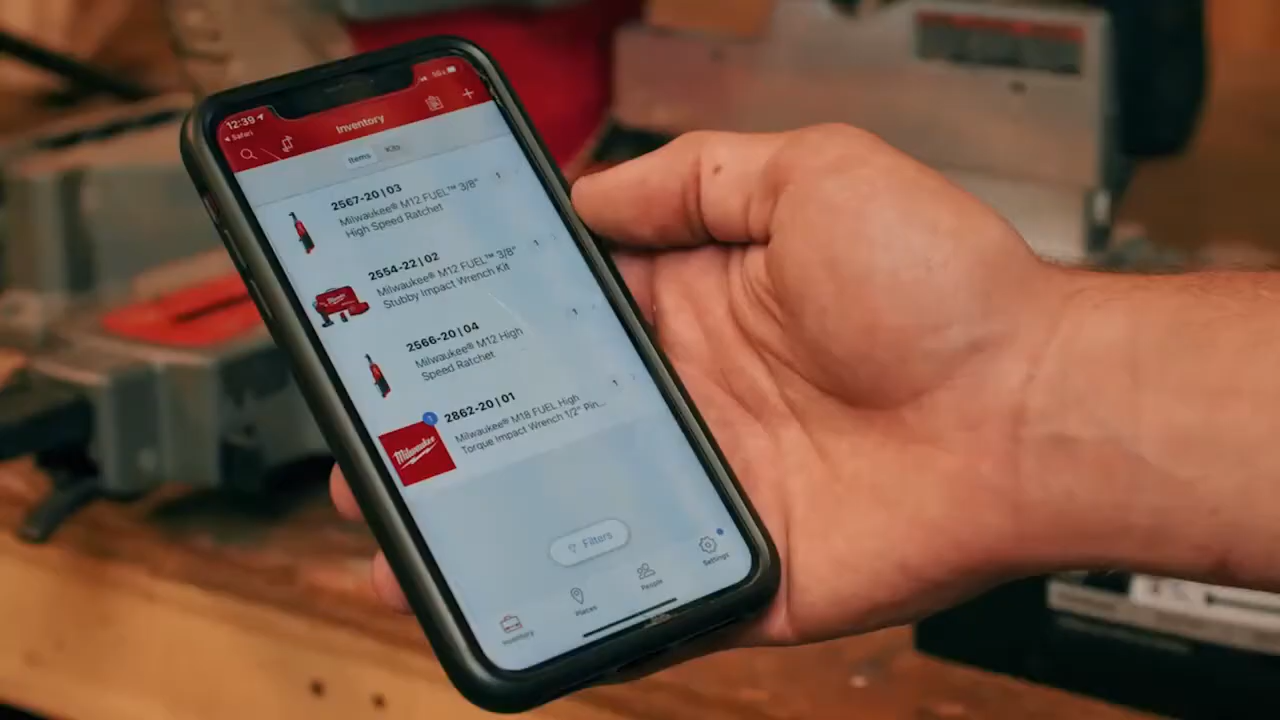 12:39
5G
Safari
Inventory
Items Kits
2567-20 | 03
1
Milwaukee® M12 FUEL™ 3/8"
High Speed Ratchet
2554-22 | 02
1
Milwaukee® M12 FUEL™ 3/8"
Stubby Impact Wrench Kit
Milwaukee
2566-20 | 04
1
Milwaukee® M12 High
Speed Ratchet
1
2862-20 | 01
1
Milwaukee® M18 FUEL High
Torque Impact Wrench 1/2" Pin...
Milwaukee
Filters
Inventory Places People Settings